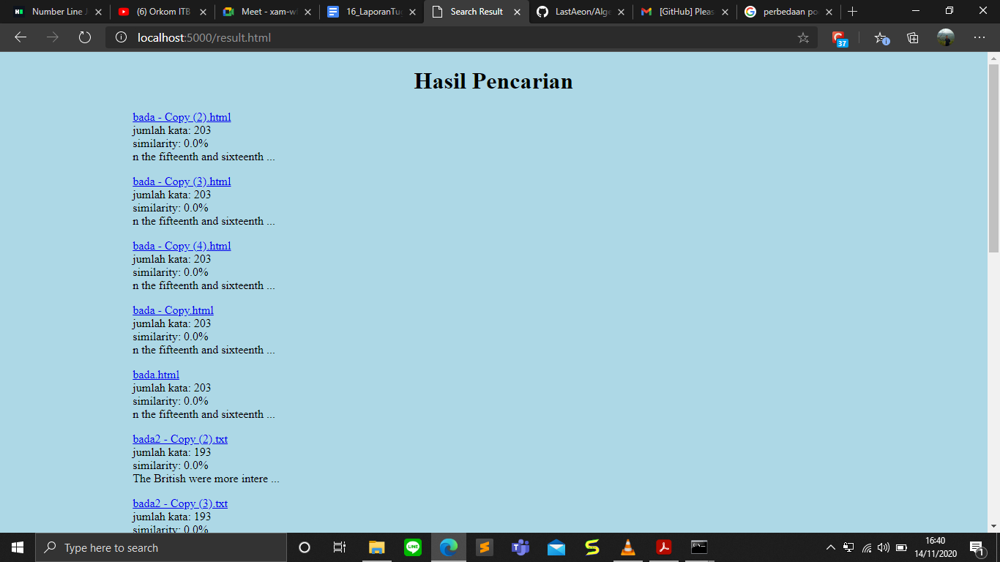 Number Line J
(6) Orkom ITB
Meet - xam-w
16_LaporanTu
Search Result
LastAeon/Alge
[GitHub] Pleas
perbedaan po
localhost:5000/result.html
37
Hasil Pencarian
bada - Copy (2).html
jumlah kata: 203
similarity: 0.0%
n the fifteenth and sixteenth ...
bada - Copy (3).html
jumlah kata: 203
similarity: 0.0%
n the fifteenth and sixteenth ...
bada - Copy (4).html
jumlah kata: 203
similarity: 0.0%
n the fifteenth and sixteenth ...
bada - Copy.html
jumlah kata: 203
similarity: 0.0%
n the fifteenth and sixteenth ...
bada.html
jumlah kata: 203
similarity: 0.0%
n the fifteenth and sixteenth ...
bada2 - Copy (2).txt
jumlah kata: 193
similarity: 0.0%
The British were more intere ...
bada2 - Copy (3).txt
jumlah kata: 193
similarity: 0.0%
Type here to search
LINE
16:40
14/11/2020
1